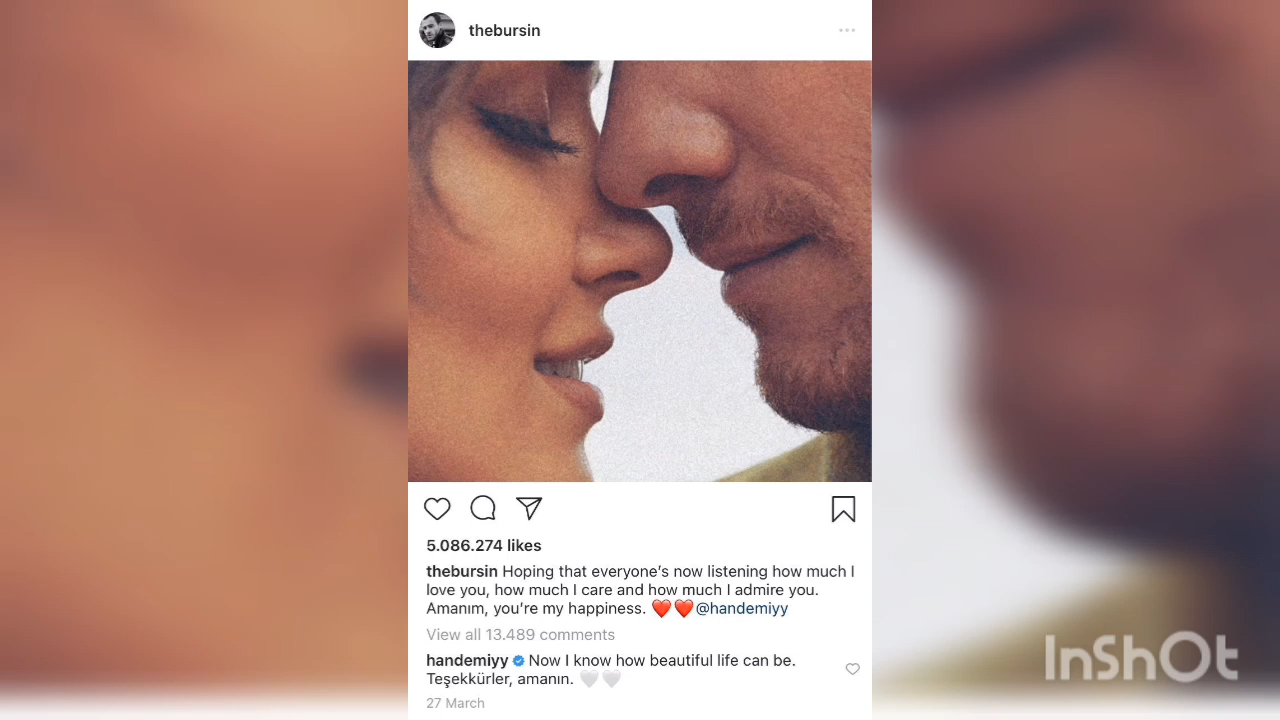 thebursin
5.086.274 likes
thebursin Hoping that everyone's now listening how much I
love you, how much I care and how much I admire you.
Amanım, you're my happiness. ❤️❤️@handemiyy
View all 13.489 comments
handemiyy Now I know how beautiful life can be.
Teşekkürler, amanın. 🤍🤍
27 March
InShOt